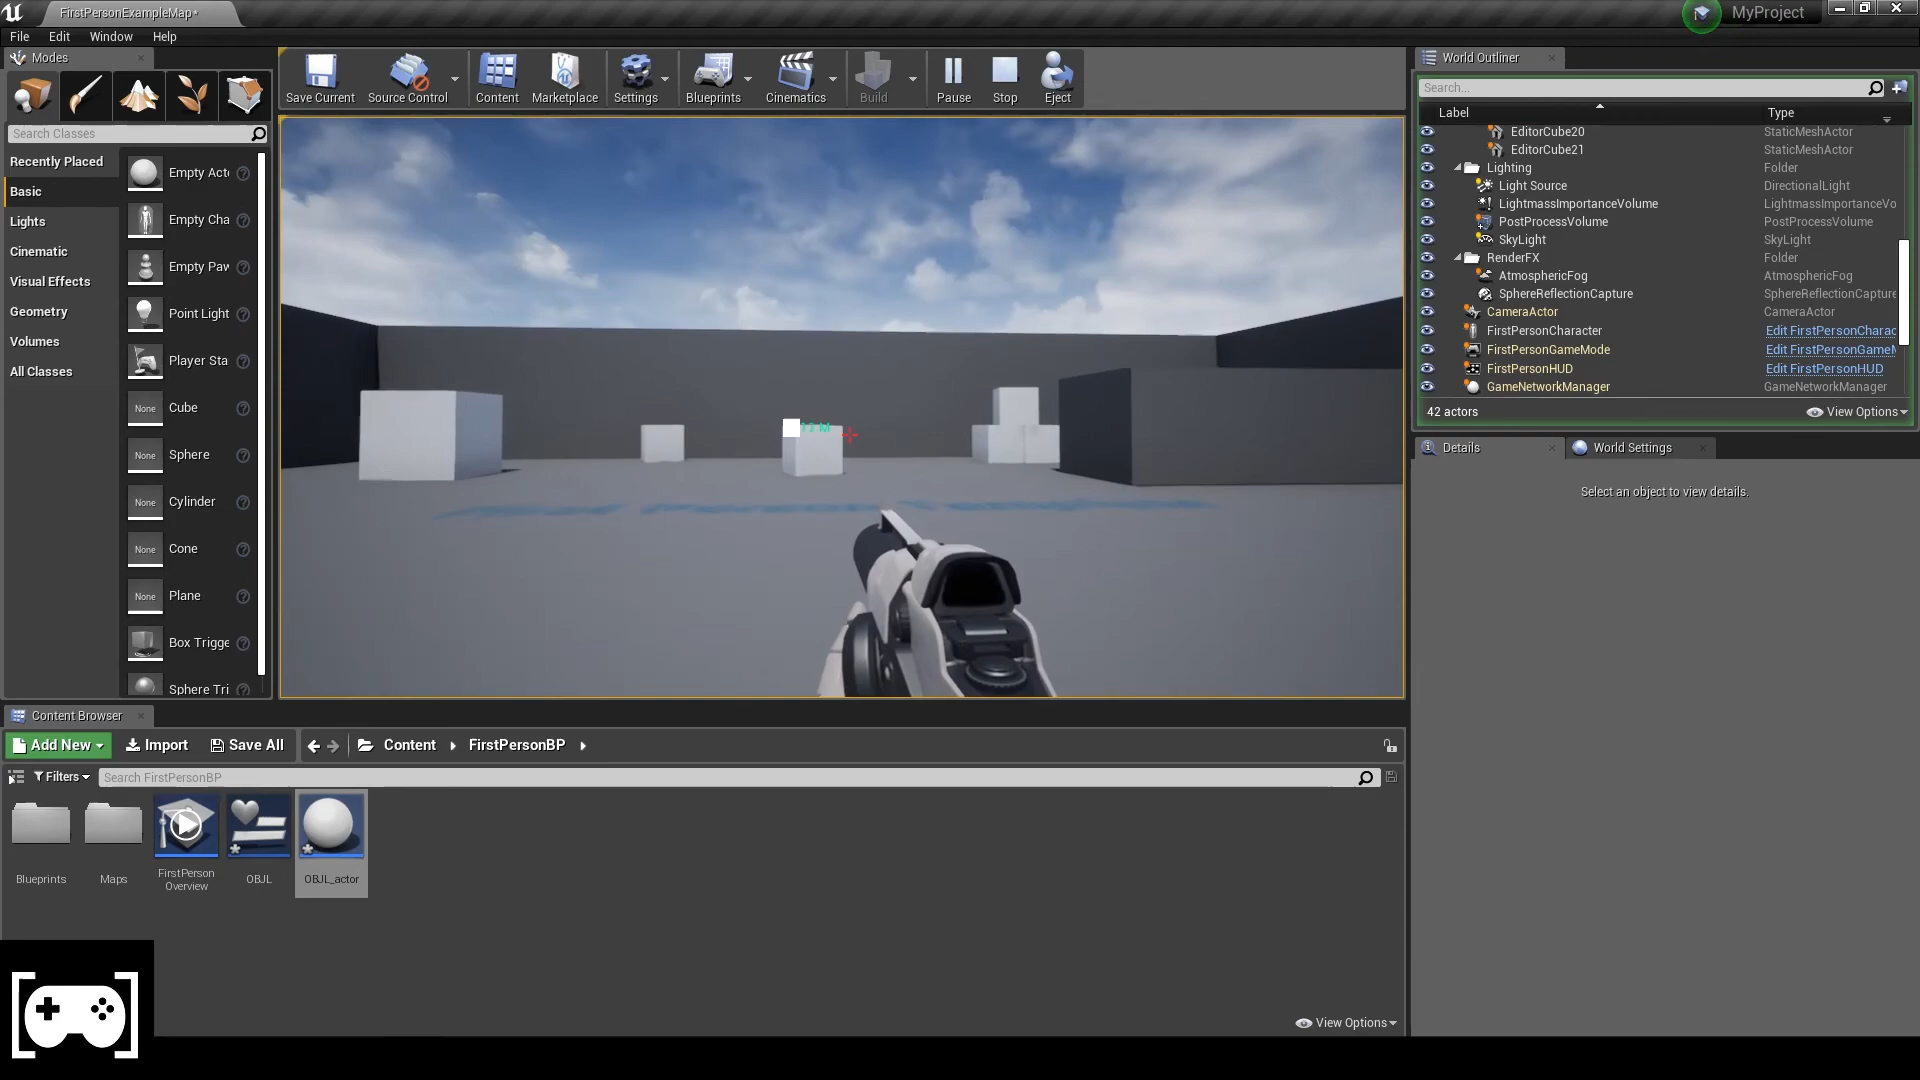 FirstPersonExampleMap*
MyProject
File Edit Window Help
Modes
Search Classes
Recently Placed
Basic
Lights
Cinematic
Visual Effects
Geometry
Volumes
All Classes
Empty Acto
Empty Cha
Empty Paw
Point Light
Player Sta
None Cube
None Sphere
None Cylinder
None Cone
None Plane
Box Trigge
Sphere Tri
Save Current
Source Control
Content
Marketplace
Settings
Blueprints
Cinematics
Build
Pause
Stop
Eject
World Outliner
Search...
Label Type
EditorCube20 StaticMeshActor
EditorCube21 StaticMeshActor
Lighting Folder
Light Source DirectionalLight
LightmassImportanceVolume LightmassImportanceVo
PostProcessVolume PostProcessVolume
SkyLight SkyLight
RenderFX Folder
AtmosphericFog AtmosphericFog
SphereReflectionCapture SphereReflectionCapture
CameraActor CameraActor
FirstPersonCharacter Edit FirstPersonCharac
FirstPersonGameMode Edit FirstPersonGameM
FirstPersonHUD Edit FirstPersonHUD
GameNetworkManager GameNetworkManager
42 actors View Options
Details World Settings
Select an object to view details.
Content Browser
Add New Import Save All Content FirstPersonBP
Filters Search FirstPersonBP
Blueprints
Maps
FirstPerson
Overview
OBJL
OBJL_actor
View Options